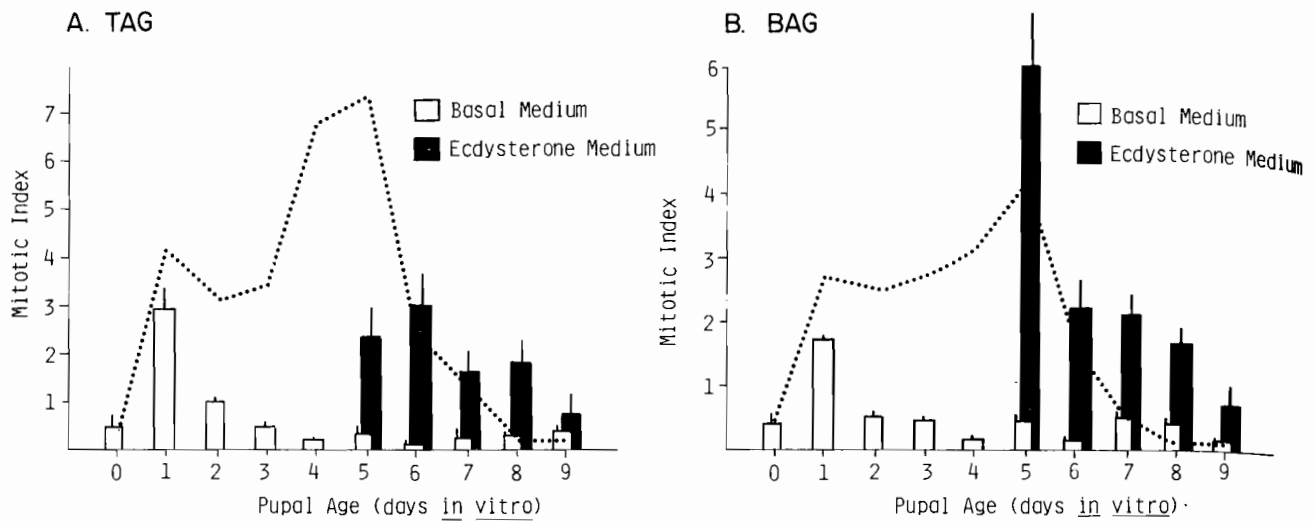 A. TAG
7
6
5
4
3
2
1
Mitotic Index
Basal Medium
Ecdysterone Medium
0 1 2 3 4 5 6 7 8 9
Pupal Age (days in vitro)
B. BAG
6
5
4
3
2
1
Mitotic Index
Basal Medium
Ecdysterone Medium
0 1 2 3 4 5 6 7 8 9
Pupal Age (days in vitro)